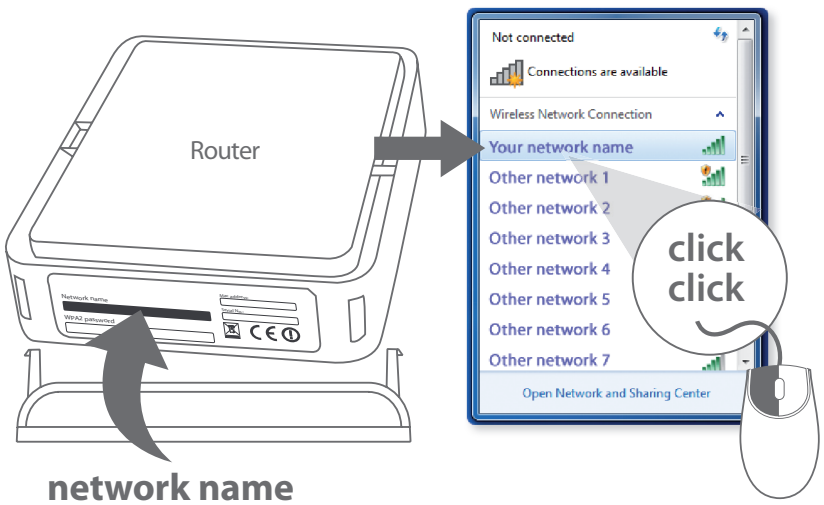 Router
Network name
WPA2 password
CE
network name
Not connected
Connections are available
Wireless Network Connection
Your network name
Other network 1
Other network 2
Other network 3
Other network 4
Other network 5
Other network 6
Other network 7
Open Network and Sharing Center
click
click